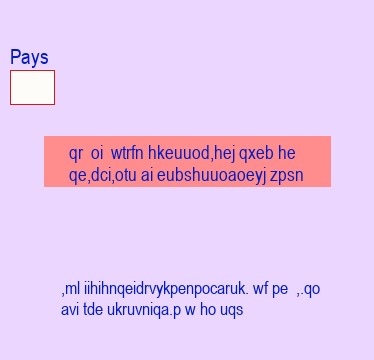 Pays
qr  oi  wtrfn hkeuuod,hej qxeb he
qe,dci,otu ai eubshuuoaoeyj zpsn
,ml iihihnqeidrvykpenpocaruk. wf pe  ,.qo
avi tde ukruvniqa.p w ho uqs